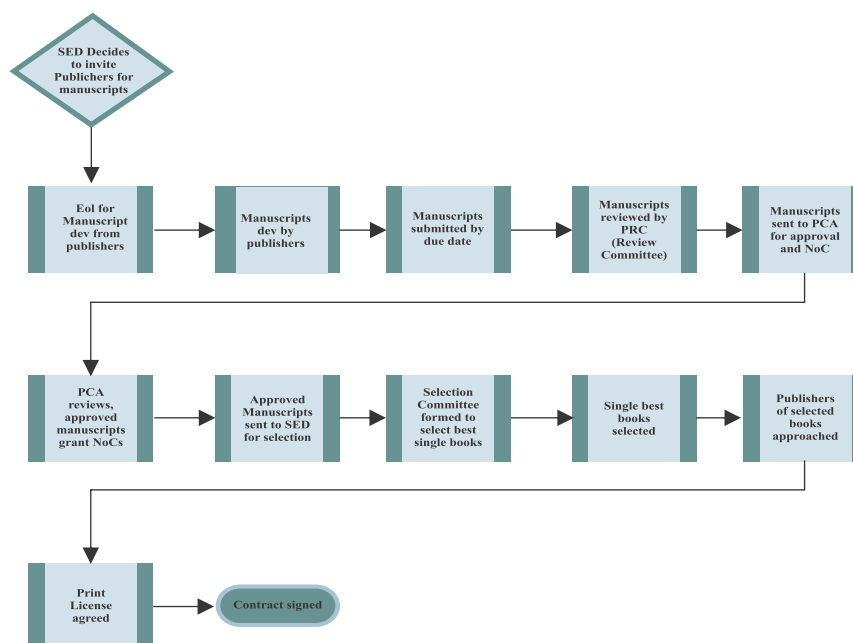 SED Decides
to invite
Publichers for
manuscripts
EoI for
Manuscript
dev from
publishers
Manuscripts
dev by
publishers
Manuscripts
submitted by
due date
Manuscripts
reviewed by
PRC
(Review
Committee)
Manuscripts
sent to PCA
for approval
and NoC
PCA
reviews,
approved
manuscripts
grant NoCs
Approved
Manuscripts
sent to SED
for selection
Selection
Committee
formed to
select best
single books
Single best
books
selected
Publishers
of selected
books
approached
Print
License
agreed
Contract signed